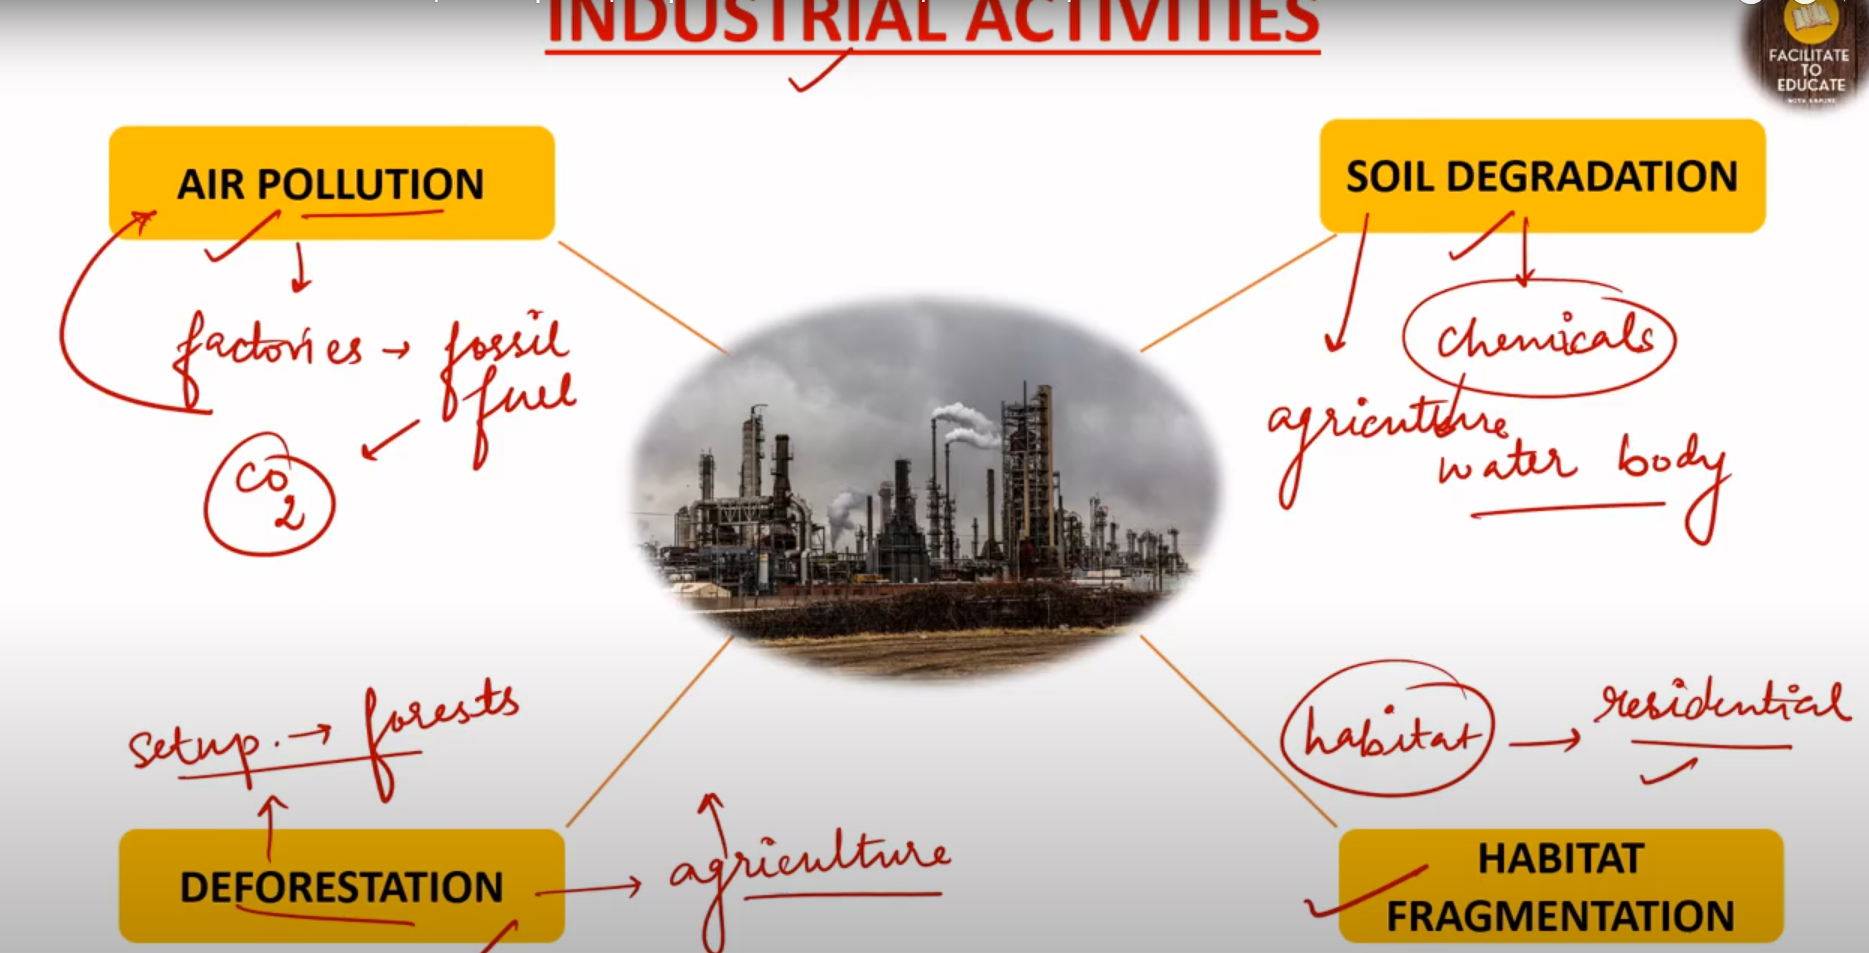 INDUSTRIAL ACTIVITIES
FACILITATE
TO
EDUCATE
AIR POLLUTION
factories → fossil
fuel
CO2
SOIL DEGRADATION
chemicals
agriculture
water body
setup. → forests
DEFORESTATION → agriculture
habitat → residential
HABITAT
FRAGMENTATION